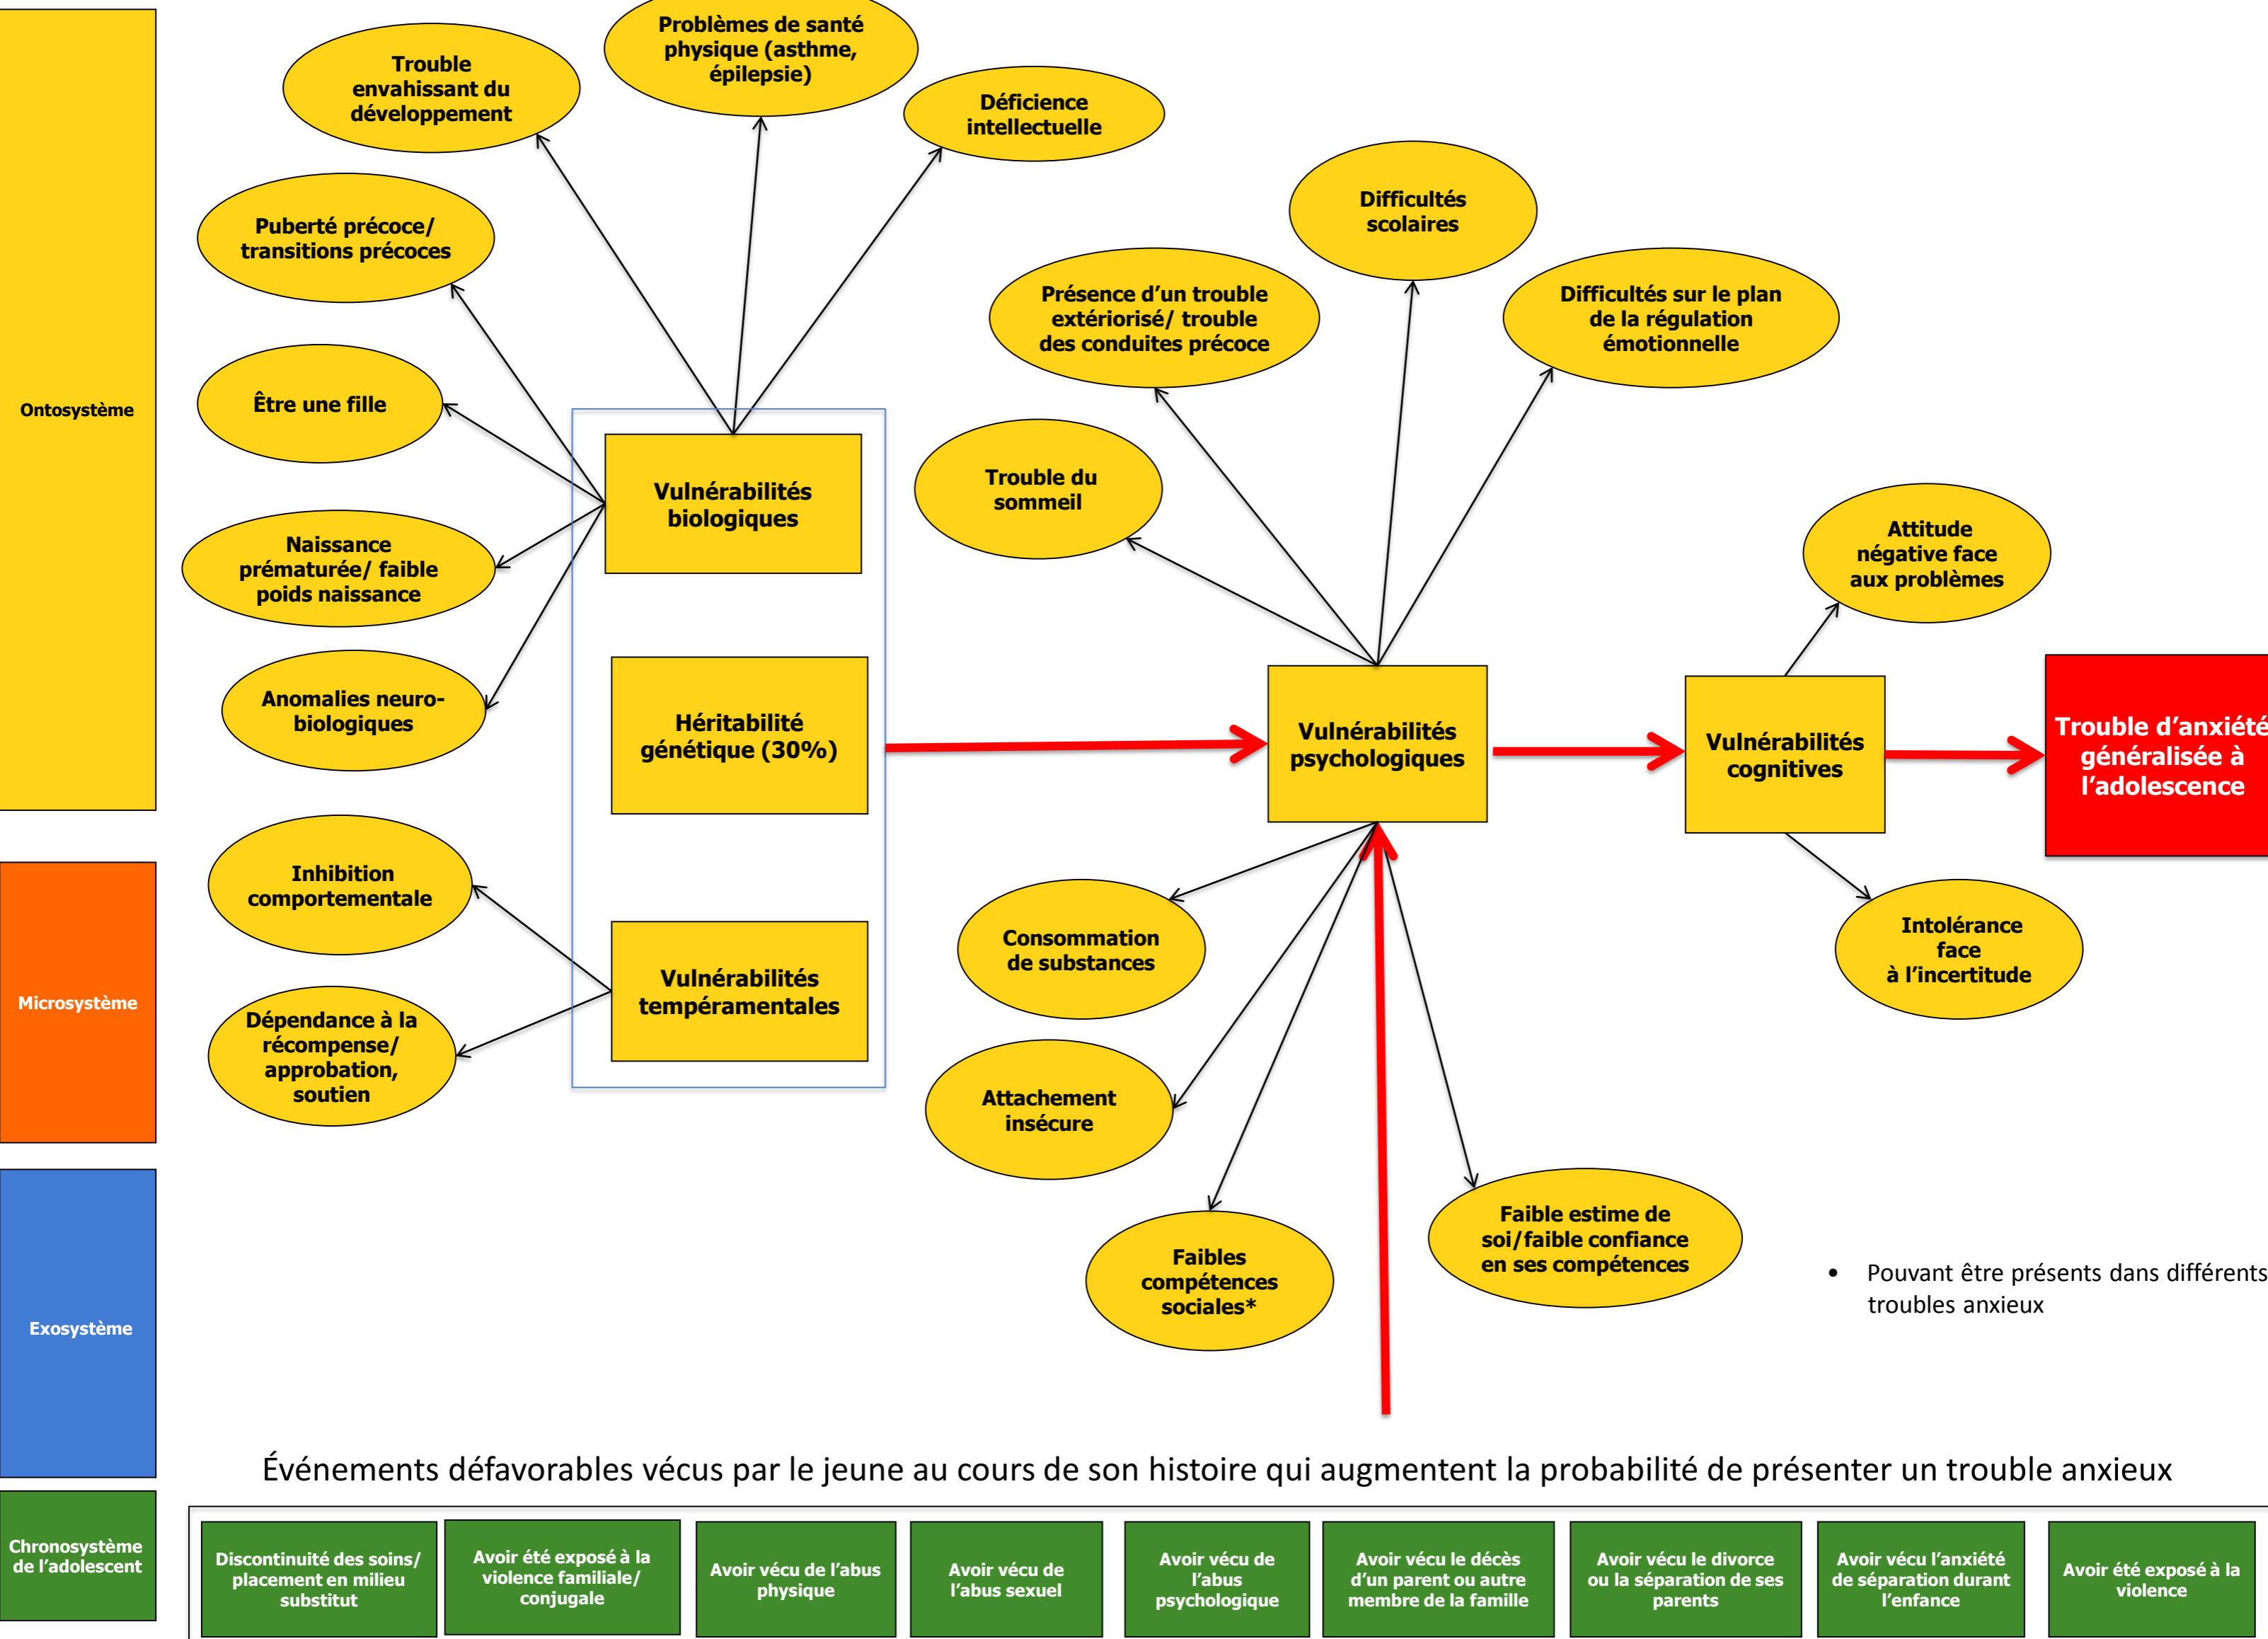 Problèmes de santé
physique (asthme,
épilepsie)
Trouble
envahissant du
développement
Déficience
intellectuelle
Puberté précoce/
transitions précoces
Difficultés
scolaires
Présence d’un trouble
extériorisé/ trouble
des conduites précoce
Difficultés sur le plan
de la régulation
émotionnelle
Ontosystème
Être une fille
Vulnérabilités
biologiques
Trouble du
sommeil
Naissance
prématurée/ faible
poids naissance
Attitude
négative face
aux problèmes
Anomalies neuro-
biologiques
Héritabilité
génétique (30%)
Vulnérabilités
psychologiques
Vulnérabilités
cognitives
Trouble d’anxiété
généralisée à
l’adolescence
Inhibition
comportementale
Microsystème
Vulnérabilités
tempéramentales
Consommation
de substances
Intolérance
face
à l’incertitude
Dépendance à la
récompense/
approbation,
soutien
Attachement
insécure
Faibles
compétences
sociales*
Faible estime de
soi/faible confiance
en ses compétences
• Pouvant être présents dans différents
troubles anxieux
Exosystème
Événements défavorables vécus par le jeune au cours de son histoire qui augmentent la probabilité de présenter un trouble anxieux
Chronosystème
de l’adolescent
Discontinuité des soins/
placement en milieu
substitut
Avoir été exposé à la
violence familiale/
conjugale
Avoir vécu de l’abus
physique
Avoir vécu de
l’abus sexuel
Avoir vécu de
l’abus
psychologique
Avoir vécu le décès
d’un parent ou autre
membre de la famille
Avoir vécu le divorce
ou la séparation de ses
parents
Avoir vécu l’anxiété
de séparation durant
l’enfance
Avoir été exposé à la
violence